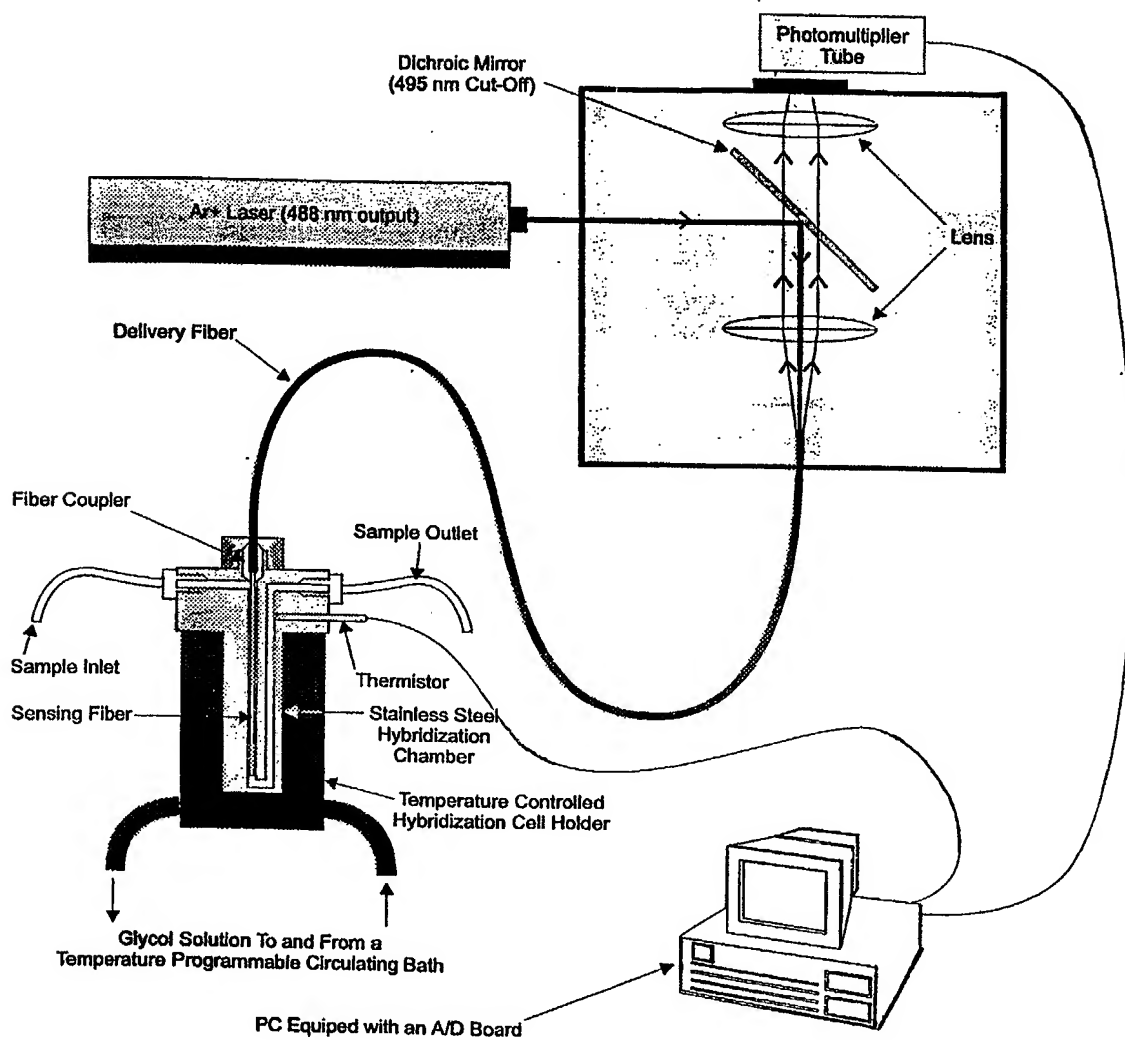 Photomultiplier
Tube
Dichroic Mirror
(495 nm Cut-Off)
Ar+ Laser (488 nm output)
Lens
Delivery Fiber
Fiber Coupler
Sample Outlet
Sample Inlet
Thermistor
Sensing Fiber
Stainless Steel
Hybridization
Chamber
Temperature Controlled
Hybridization Cell Holder
Glycol Solution To and From a
Temperature Programmable Circulating Bath
PC Equiped with an A/D Board